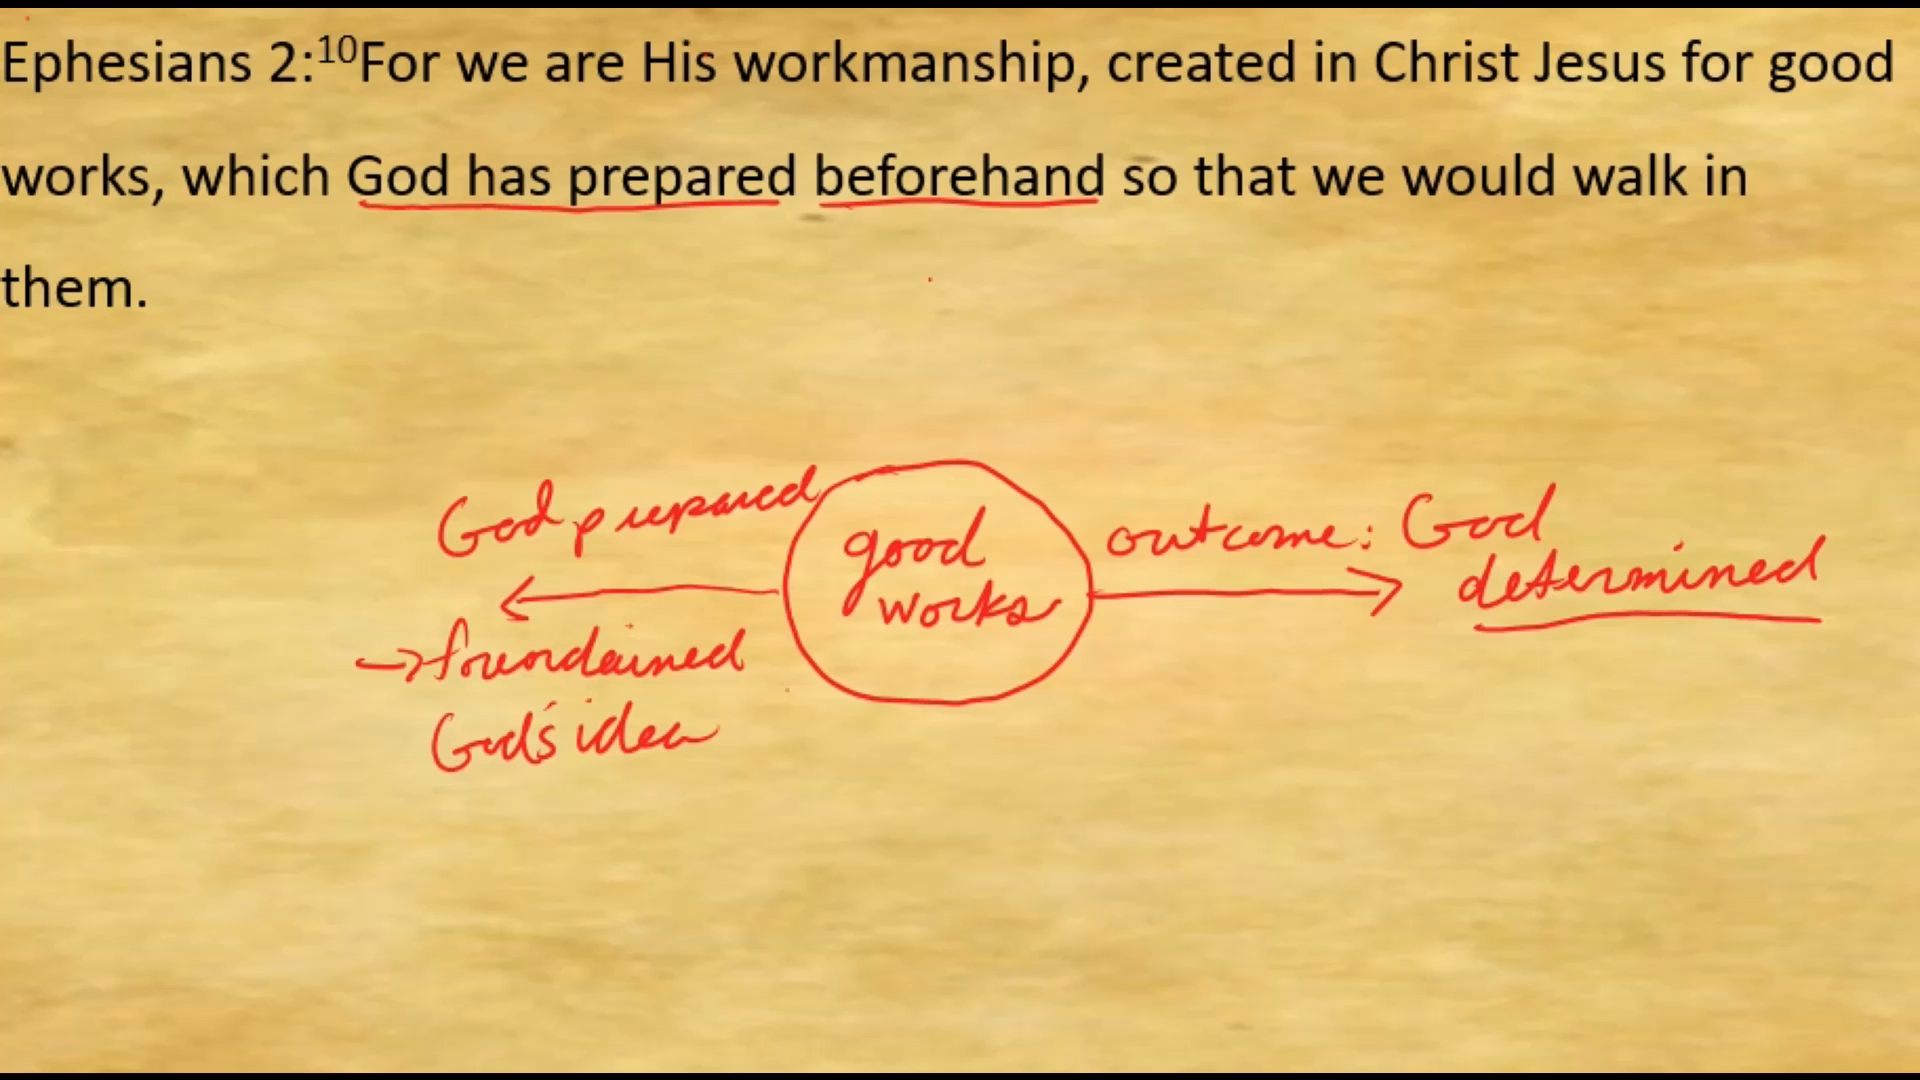 Ephesians 2:10For we are His workmanship, created in Christ Jesus for good
works, which God has prepared beforehand so that we would walk in
them.
God prepared
→foreordained
God's idea
good
works
outcome: God
determined